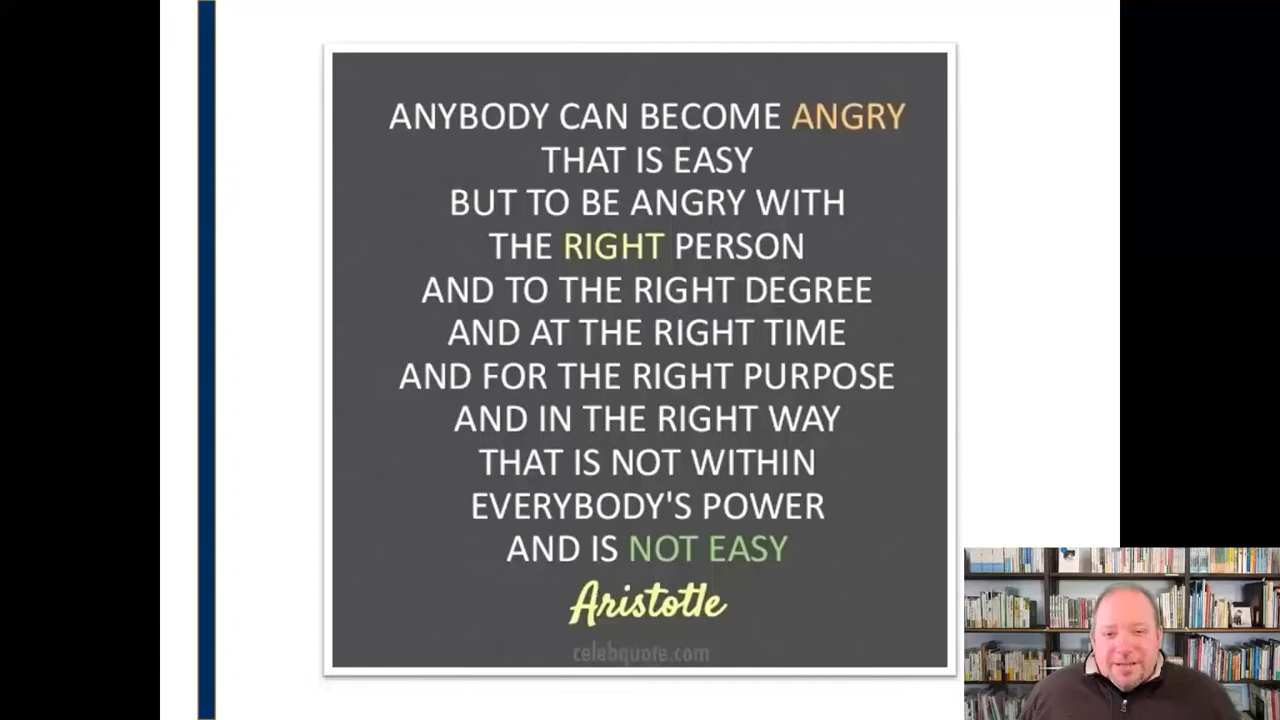 ANYBODY CAN BECOME ANGRY
THAT IS EASY
BUT TO BE ANGRY WITH
THE RIGHT PERSON
AND TO THE RIGHT DEGREE
AND AT THE RIGHT TIME
AND FOR THE RIGHT PURPOSE
AND IN THE RIGHT WAY
THAT IS NOT WITHIN
EVERYBODY'S POWER
AND IS NOT EASY
Aristotle
celebquote.com